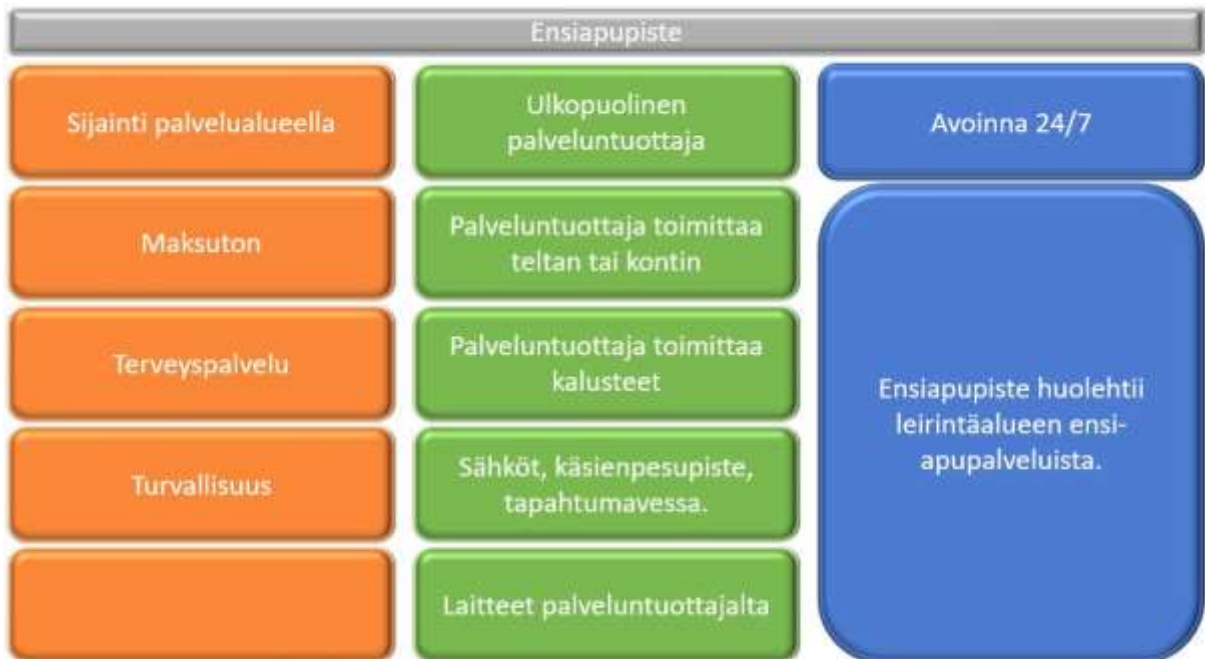 Ensiapupiste
Sijainti palvelualueella
Ulkopuolinen
palveluntuottaja
Avoinna 24/7
Maksuton
Palveluntuottaja toimittaa
teltan tai kontin
Terveyspalvelu
Palveluntuottaja toimittaa
kalusteet
Ensiapupiste huolehtii
leirintäalueen ensi-
apupalveluista.
Turvallisuus
Sähköt, käsienpesupiste,
tapahtumavessa.
Laitteet palveluntuottajalta